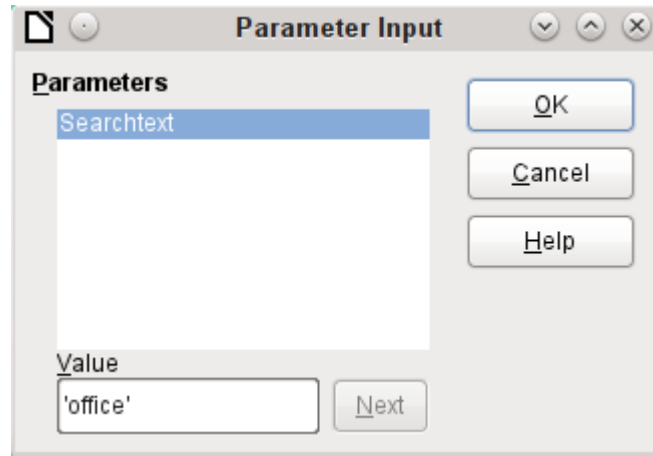 Parameter Input
Parameters
Searchtext
OK
Cancel
Help
Value
'office'
Next